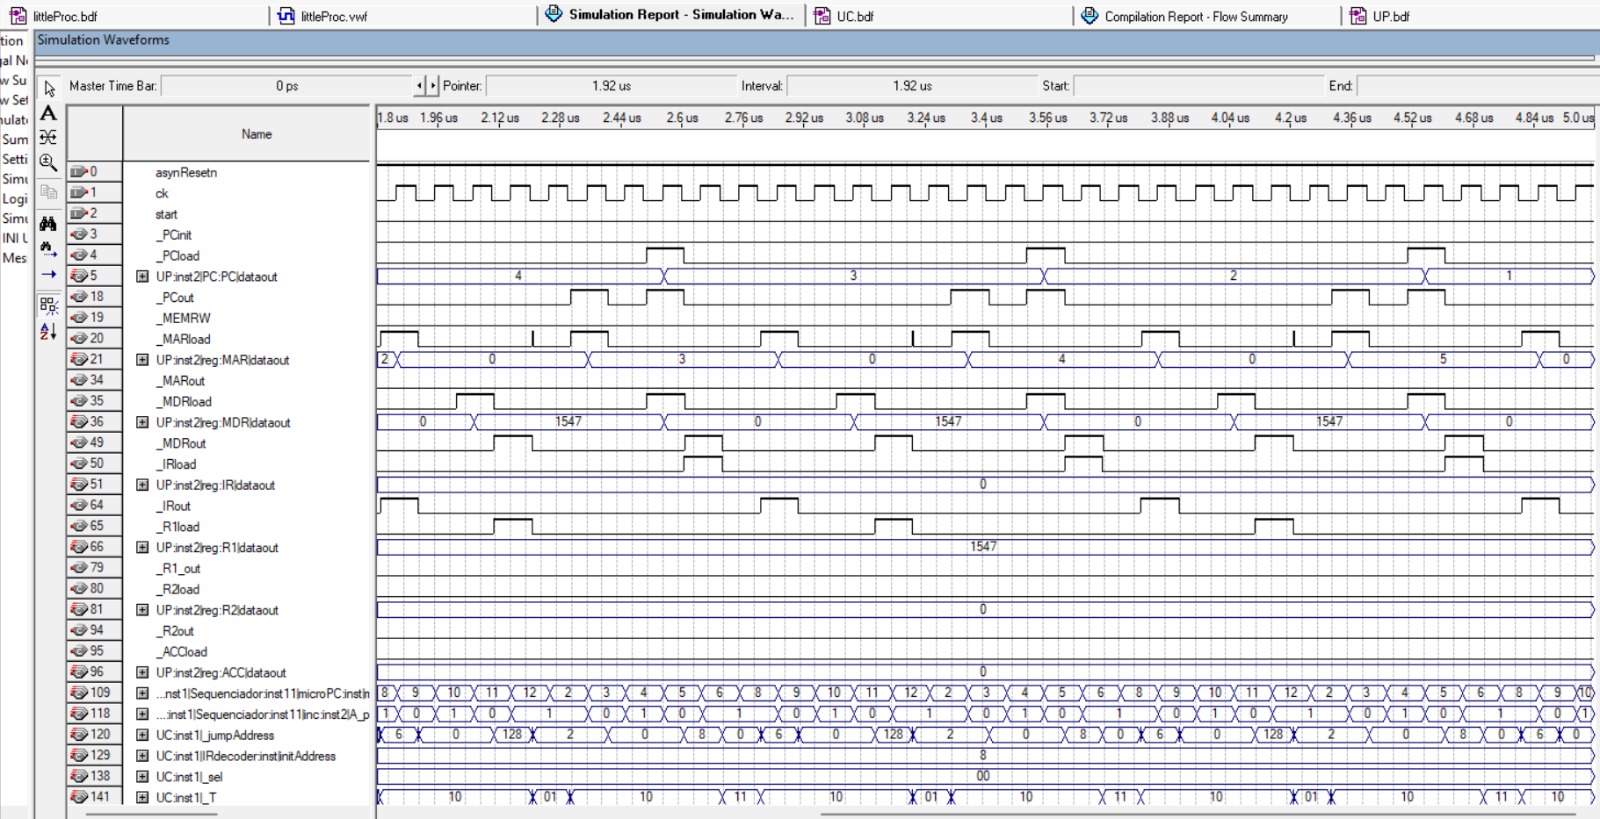 littleProc.bdf littleProc.vwf Simulation Report - Simulation Wa... UC.bdf Compilation Report - Flow Summary UP.bdf
tion Simulation Waveforms
Master Time Bar: 0 ps Pointer: 1.92 us Interval: 1.92 us Start: End:
Name 1.8 us 1.96 us 2.12 us 2.28 us 2.44 us 2.6 us 2.76 us 2.92 us 3.08 us 3.24 us 3.4 us 3.56 us 3.72 us 3.88 us 4.04 us 4.2 us 4.36 us 4.52 us 4.68 us 4.84 us 5.0 us
0 asynResetn
1 ck
2 start
3 _PCinit
4 _PCload
5 UP:inst2|PC:PC|dataout 4 3 2 1
18 _PCout
19 _MEMRW
20 _MARload
21 UP:inst2|reg:MAR|dataout 2 0 3 0 4 0 5 0
34 _MARout
35 _MDRload
36 UP:inst2|reg:MDR|dataout 0 1547 0 1547 0 1547 0
49 _MDRout
50 _IRload
51 UP:inst2|reg:IR|dataout 0
64 _IRout
65 _R1load
66 UP:inst2|reg:R1|dataout 1547
79 _R1_out
80 _R2load
81 UP:inst2|reg:R2|dataout 0
94 _R2out
95 _ACCload
96 UP:inst2|reg:ACC|dataout 0
109 ...nst1|Sequenciador:inst11|microPC:inst|r 8 9 10 11 12 2 3 4 5 6 8 9 10 11 12 2 3 4 5 6 8 9 10 11 12 2 3 4 5 6 8 9 10
118 ...:inst1|Sequenciador:inst11|inc:inst2|A_p 1 0 1 0 1 0 1 0 1 0 1 0 1 0 1 0 1 0 1 0 1 0 1 0 1
120 UC:inst1|_jumpAddress 6 0 128 2 0 8 0 6 0 128 2 0 8 0 6 0 128 2 0 8 0 6 0
129 UC:inst1|IRdecoder:inst|initAddress 8
138 UC:inst1|_sel 00
141 UC:inst1|_T 10 01 10 11 10 01 10 11 10 01 10 11 10